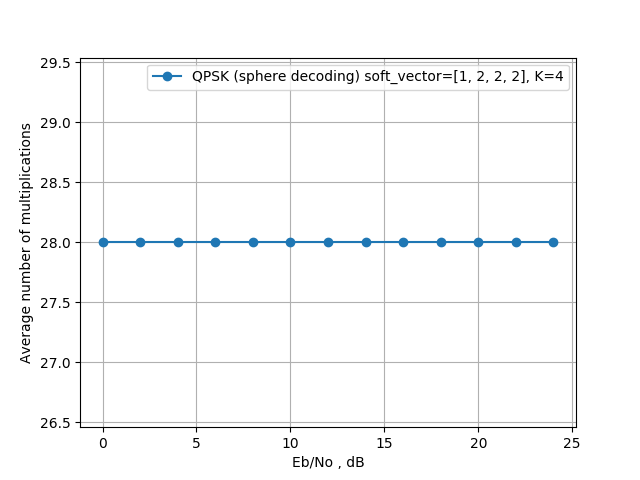 QPSK (sphere decoding) soft_vector=[1, 2, 2, 2], K=4
Average number of multiplications
29.5
29.0
28.5
28.0
27.5
27.0
26.5
0 5 10 15 20 25
Eb/No , dB